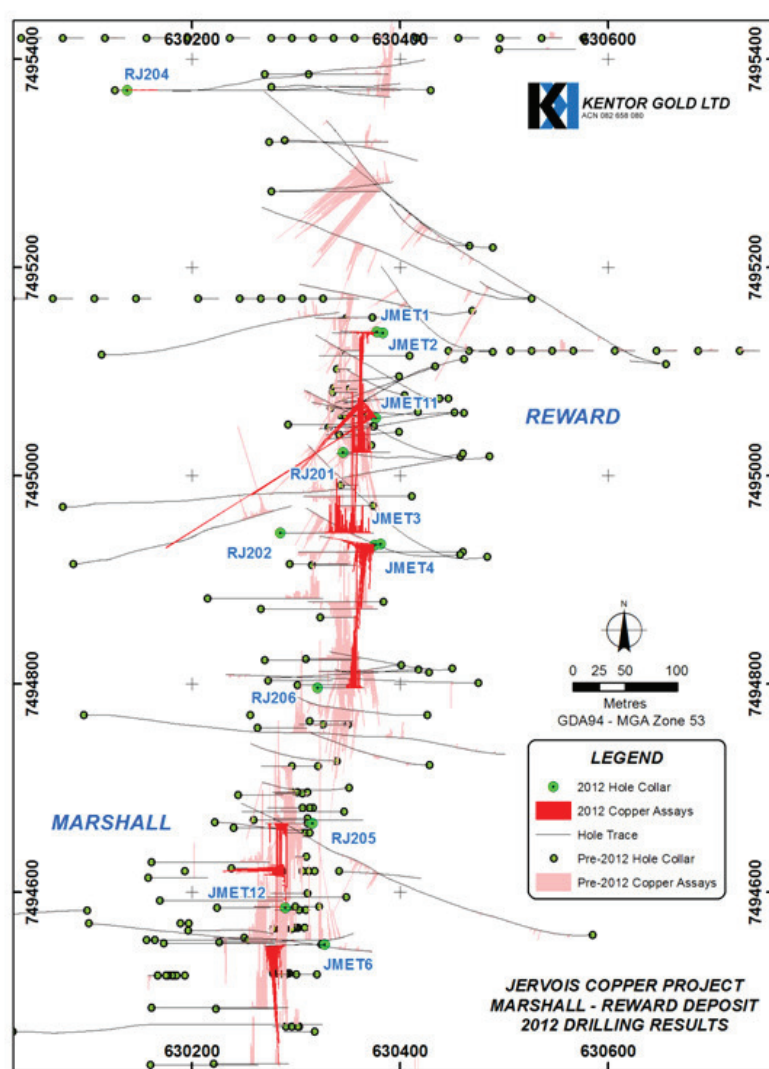 630200 630400 630600
7495400 7495400
RJ204
KENTOR GOLD LTD
ACN 082 658 080
7495200 7495200
JMET1
JMET2
JMET11
REWARD
7495000 7495000
RJ201
JMET3
RJ202
JMET4
N
7494800 7494800
RJ206
0 25 50 100
Metres
GDA94 - MGA Zone 53
LEGEND
2012 Hole Collar
2012 Copper Assays
Hole Trace
Pre-2012 Hole Collar
Pre-2012 Copper Assays
MARSHALL
RJ205
7494600 7494600
JMET12
JMET6
JERVOIS COPPER PROJECT
MARSHALL - REWARD DEPOSIT
2012 DRILLING RESULTS
630200 630400 630600